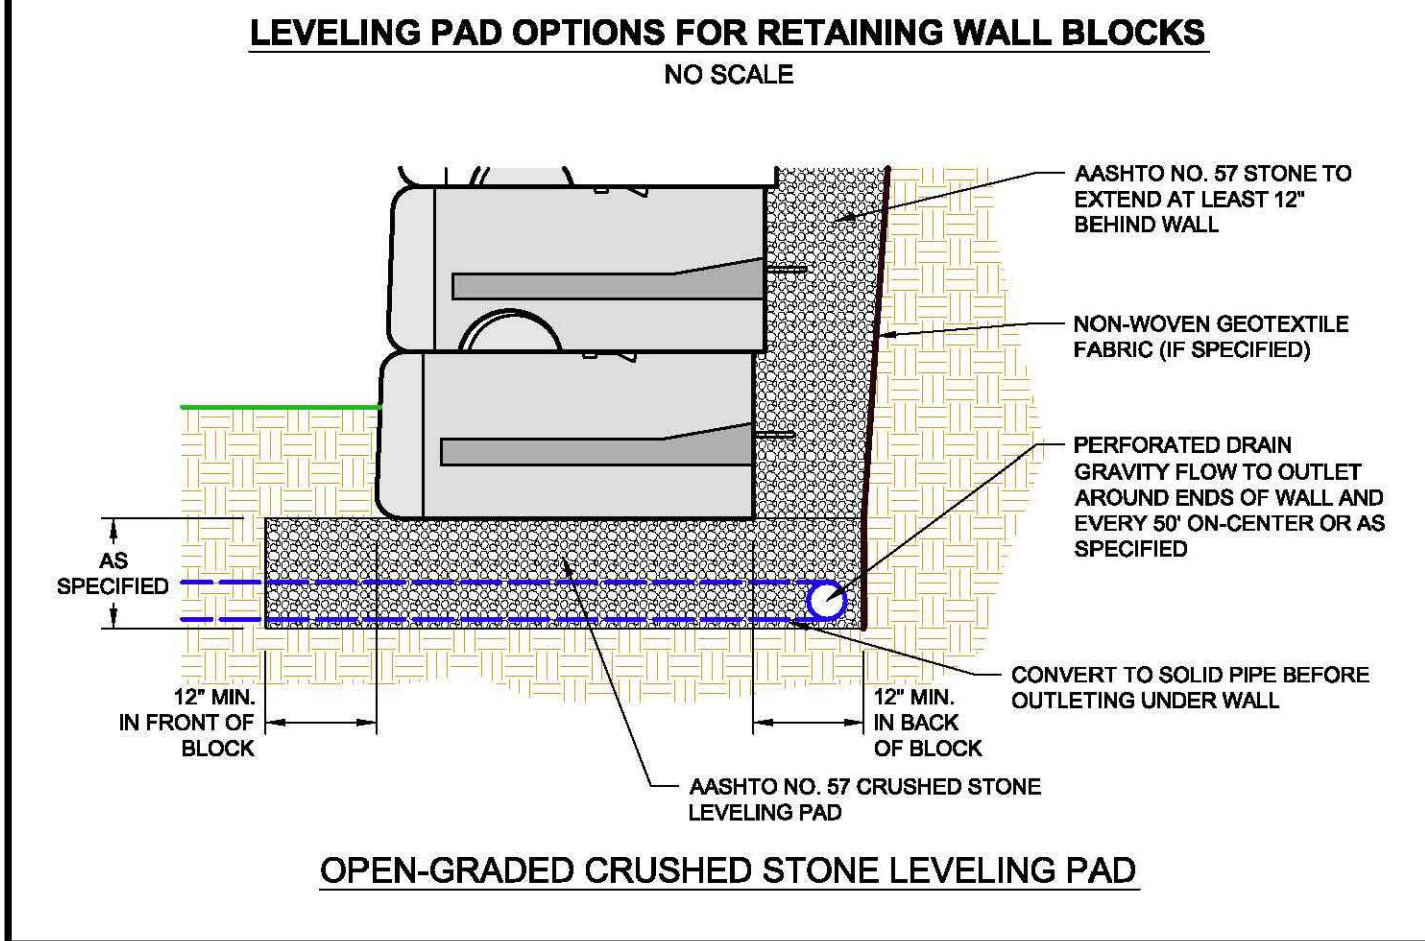 LEVELING PAD OPTIONS FOR RETAINING WALL BLOCKS
NO SCALE
AASHTO NO. 57 STONE TO
EXTEND AT LEAST 12"
BEHIND WALL
NON-WOVEN GEOTEXTILE
FABRIC (IF SPECIFIED)
PERFORATED DRAIN
GRAVITY FLOW TO OUTLET
AROUND ENDS OF WALL AND
EVERY 50' ON-CENTER OR AS
SPECIFIED
AS
SPECIFIED
CONVERT TO SOLID PIPE BEFORE
OUTLETING UNDER WALL
12" MIN.
IN FRONT OF
BLOCK
12" MIN.
IN BACK
OF BLOCK
AASHTO NO. 57 CRUSHED STONE
LEVELING PAD
OPEN-GRADED CRUSHED STONE LEVELING PAD